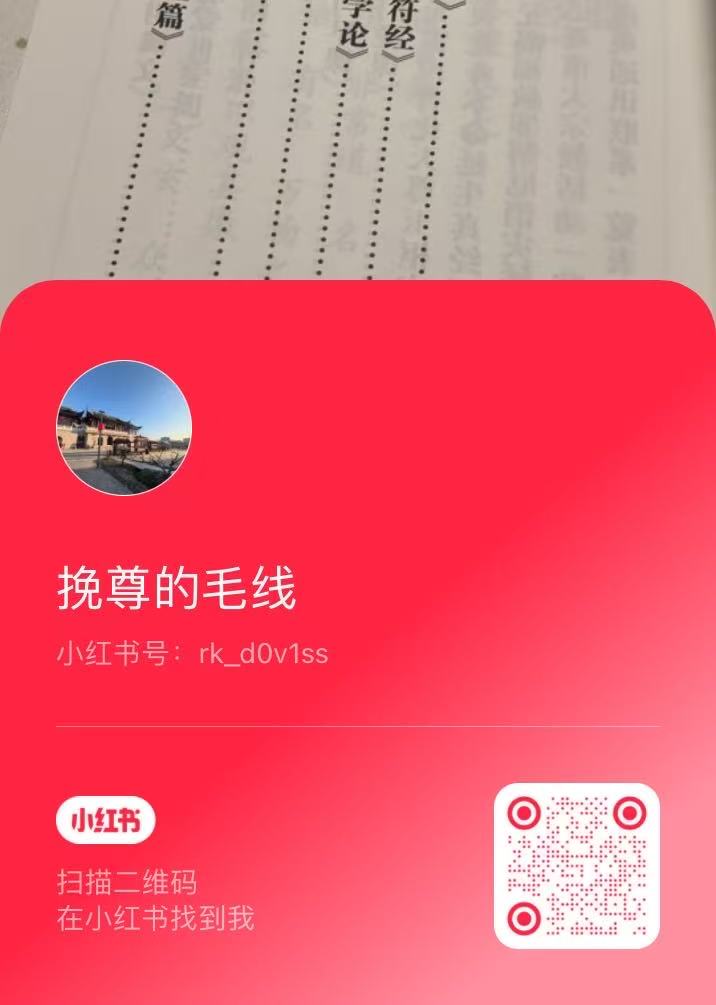 篇》
学论》
符经》
挽尊的毛线
小红书号：rk_d0v1ss
小红书
扫描二维码
在小红书找到我